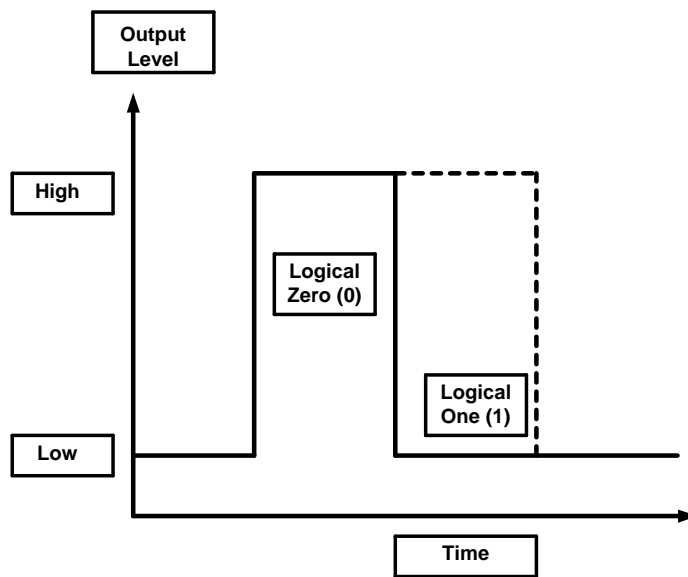 Output
Level
High
Logical
Zero (0)
Logical
One (1)
Low
Time